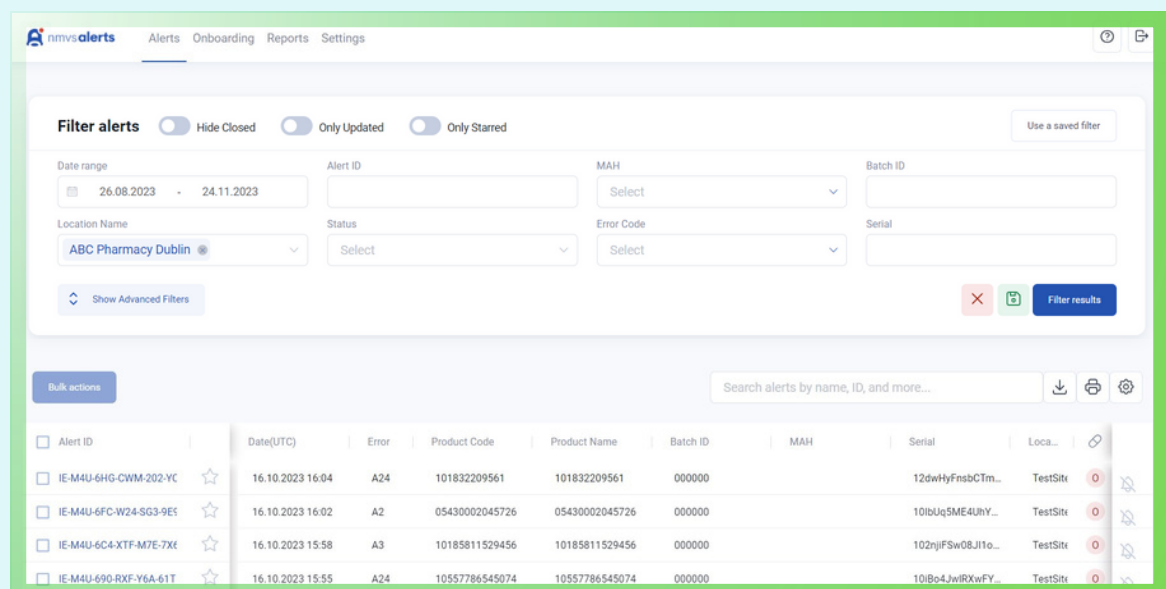 nmvsalerts Alerts Onboarding Reports Settings
Filter alerts Hide Closed Only Updated Only Starred Use a saved filter
Date range Alert ID MAH Batch ID
26.08.2023 - 24.11.2023 Select
Location Name Status Error Code Serial
ABC Pharmacy Dublin Select Select
Show Advanced Filters Filter results
Bulk actions Search alerts by name, ID, and more...
Alert ID Date(UTC) Error Product Code Product Name Batch ID MAH Serial Loca...
IE-M4U-6HG-CWM-202-YC 16.10.2023 16:04 A24 101832209561 101832209561 000000 12dwHyFnsbCTm... TestSite 0
IE-M4U-6FC-W24-SG3-9E9 16.10.2023 16:02 A2 05430002045726 05430002045726 000000 TestSite 0
IE-M4U-6C4-XTF-M7E-7X6 16.10.2023 15:58 A3 10185811529456 10185811529456 000000 TestSite 0
IE-M4U-690-RXF-Y6A-61T 16.10.2023 15:55 A24 10557786545074 10557786545074 000000 TestSite 0